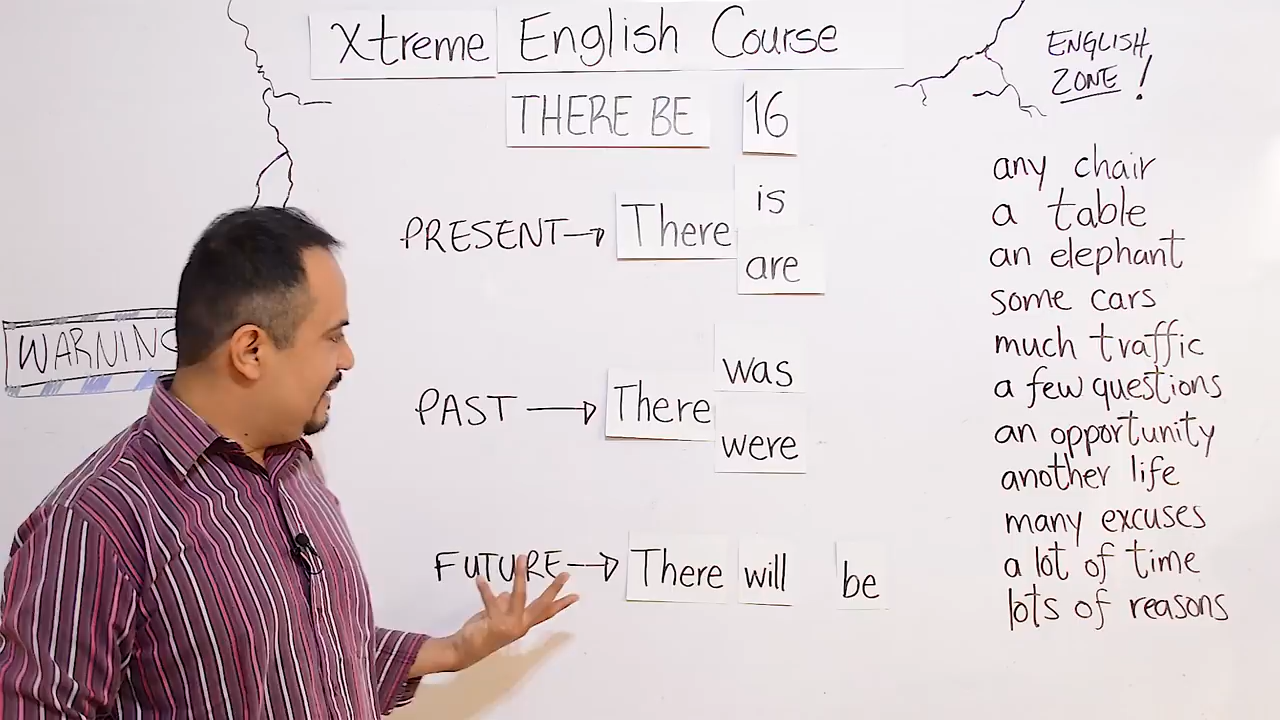 Xtreme English Course
ENGLISH
ZONE!
THERE BE 16
PRESENT→ There is
are
PAST → There was
were
FUTURE→ There will be
WARNING
any chair
a table
an elephant
some cars
much traffic
a few questions
an opportunity
another life
many excuses
a lot of time
lots of reasons